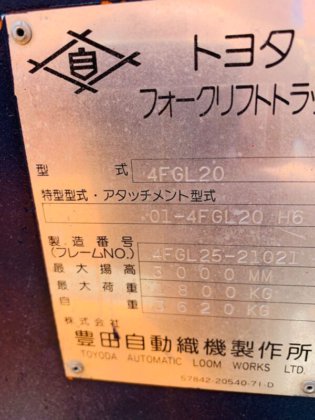 自 トヨタ
フォークリフトトラッ
型 式 4FGL20
特型型式・アタッチメント型式
01-4FGL20 H6
製造番号
(フレームNO.) 4FGL25-21021
最大揚高 3000MM
最大荷重 1800KG
自 重 3620KG
株式会社
豊田自動織機製作所
TOYODA AUTOMATIC LOOM WORKS LTD.
57842-20540-71-D